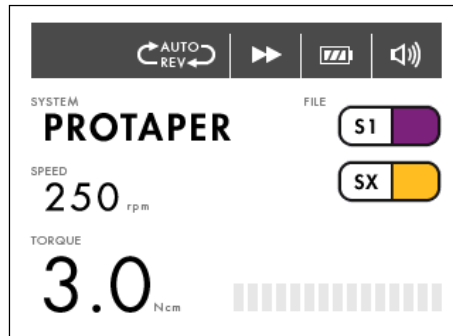 AUTO
REV
SYSTEM
PROTAPER
FILE
S1
SX
SPEED
250 rpm
TORQUE
3.0 Ncm